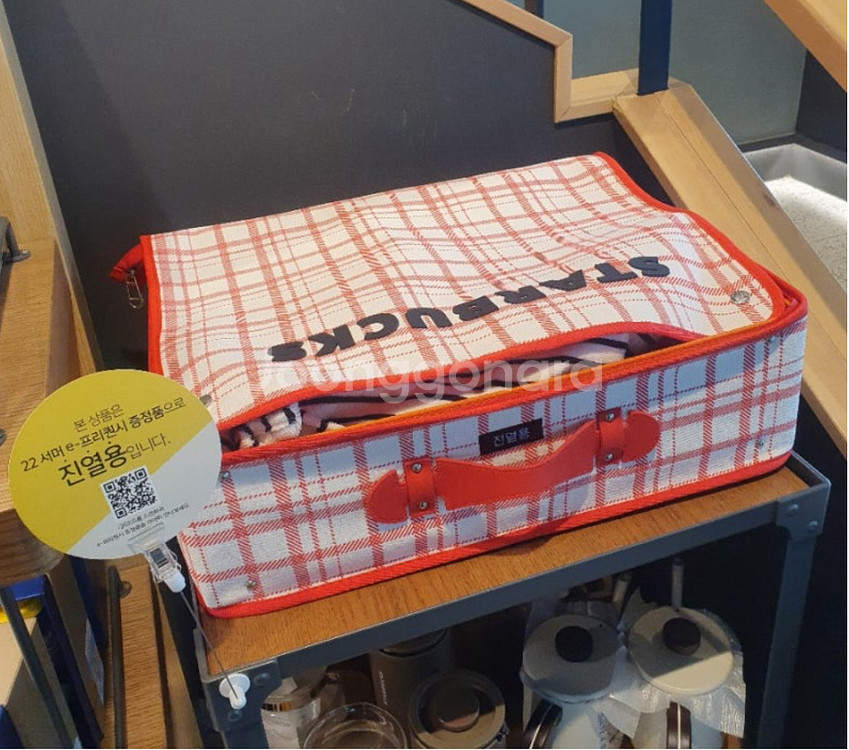 STARBUCKS
Joonggonara
진열용
본 상품은
22 서머 e-프리퀀시 증정품으로
진열용입니다.